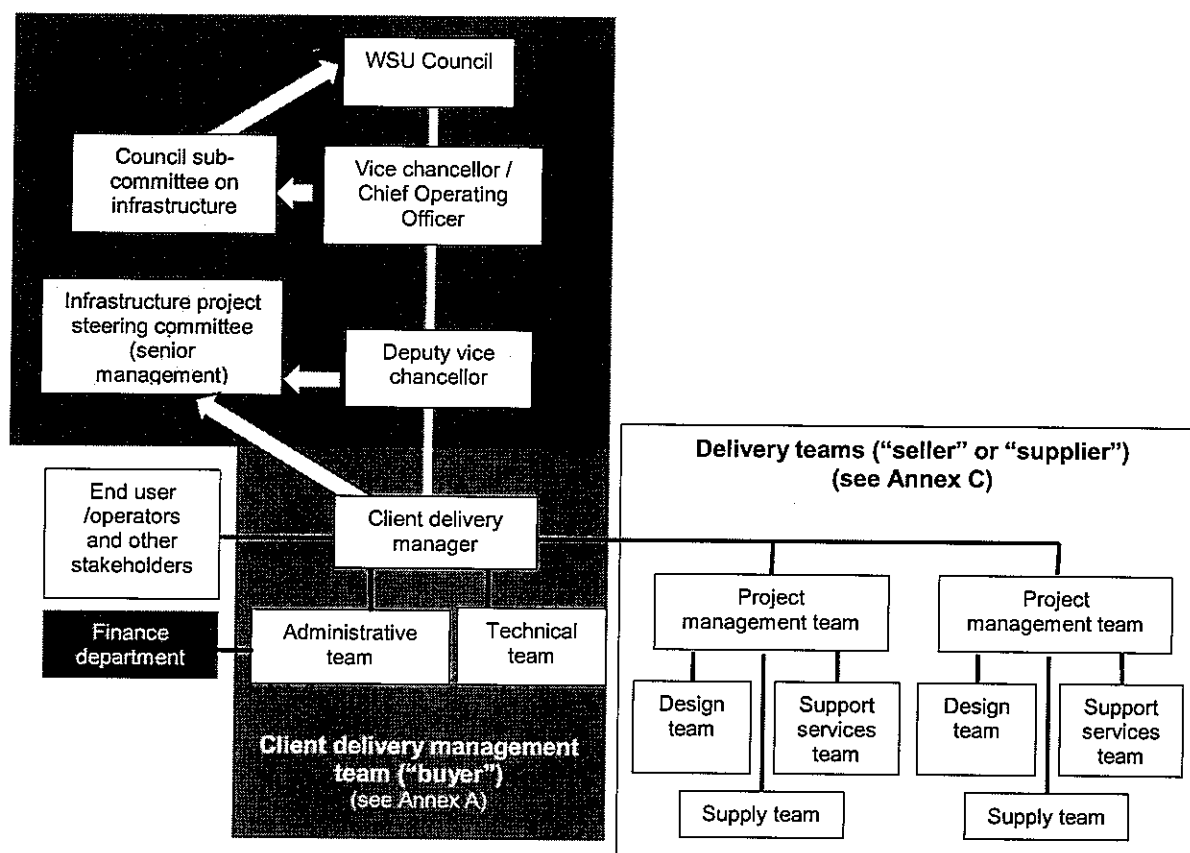 WSU Council
Council sub-
committee on
infrastructure
Vice chancellor /
Chief Operating
Officer
Infrastructure project
steering committee
(senior
management)
Deputy vice
chancellor
End user
/operators
and other
stakeholders
Client delivery
manager
Finance
department
Administrative
team
Technical
team
Client delivery management
team (“buyer”)
(see Annex A)
Delivery teams (“seller” or “supplier”)
(see Annex C)
Project
management team
Project
management team
Design
team
Support
services
team
Design
team
Support
services
team
Supply team
Supply team